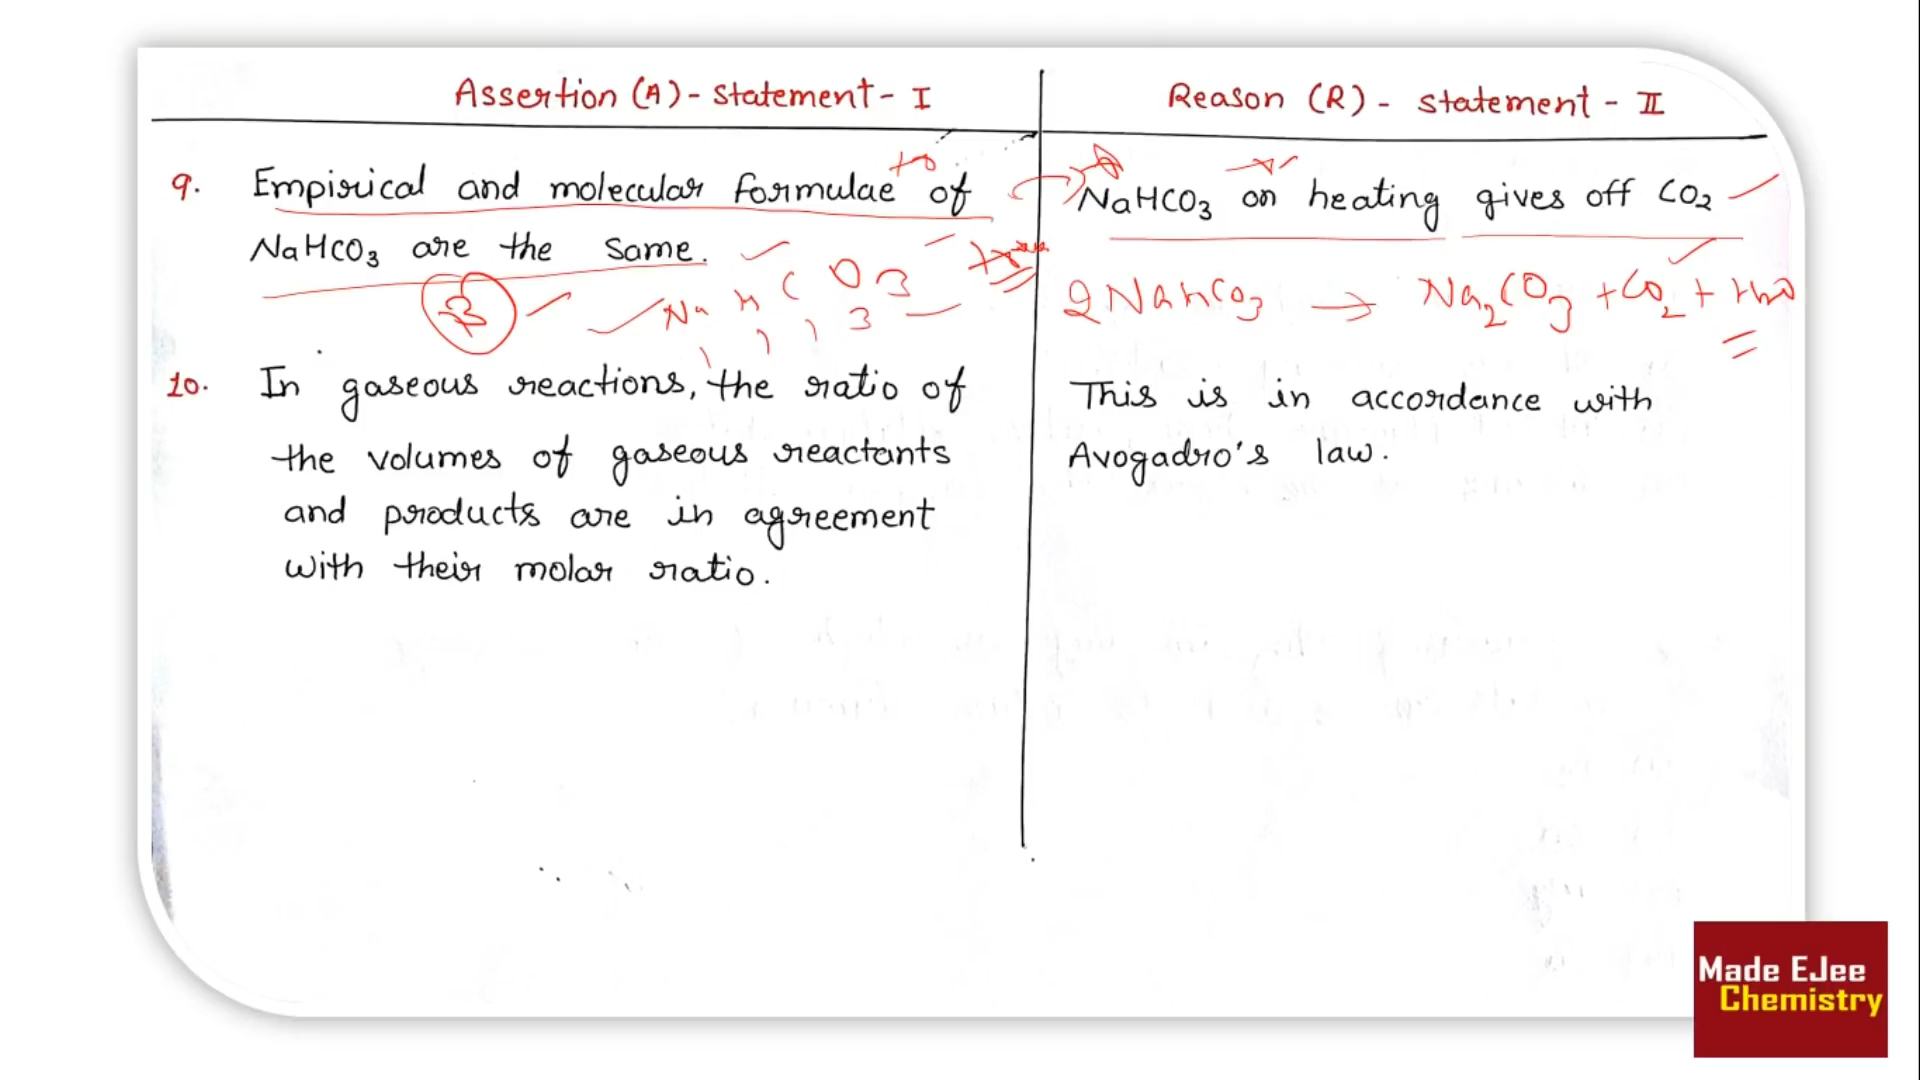 Assertion (A) - Statement - I
Reason (R) - Statement - II
9. Empirical and molecular formulae of
NaHCO3 are the same.
Na H C O3
1 1 1 3
NaHCO3 on heating gives off CO2
2NaHCO3 → Na2CO3 + CO2 + H2O
10. In gaseous reactions, the ratio of
the volumes of gaseous reactants
and products are in agreement
with their molar ratio.
This is in accordance with
Avogadro's law.
Made EJee
Chemistry